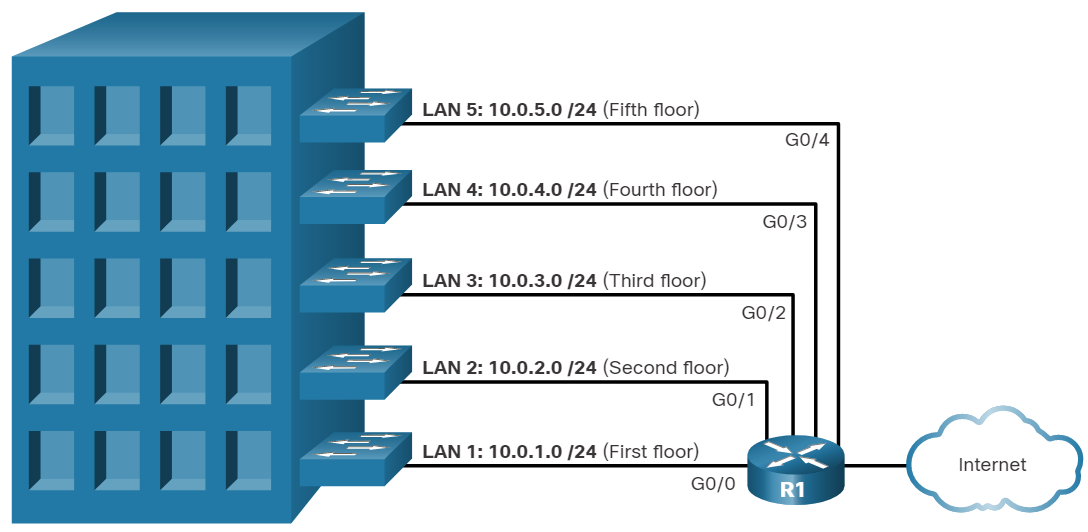 LAN 5: 10.0.5.0 /24 (Fifth floor)
G0/4
LAN 4: 10.0.4.0 /24 (Fourth floor)
G0/3
LAN 3: 10.0.3.0 /24 (Third floor)
G0/2
LAN 2: 10.0.2.0 /24 (Second floor)
G0/1
LAN 1: 10.0.1.0 /24 (First floor)
G0/0
R1
Internet